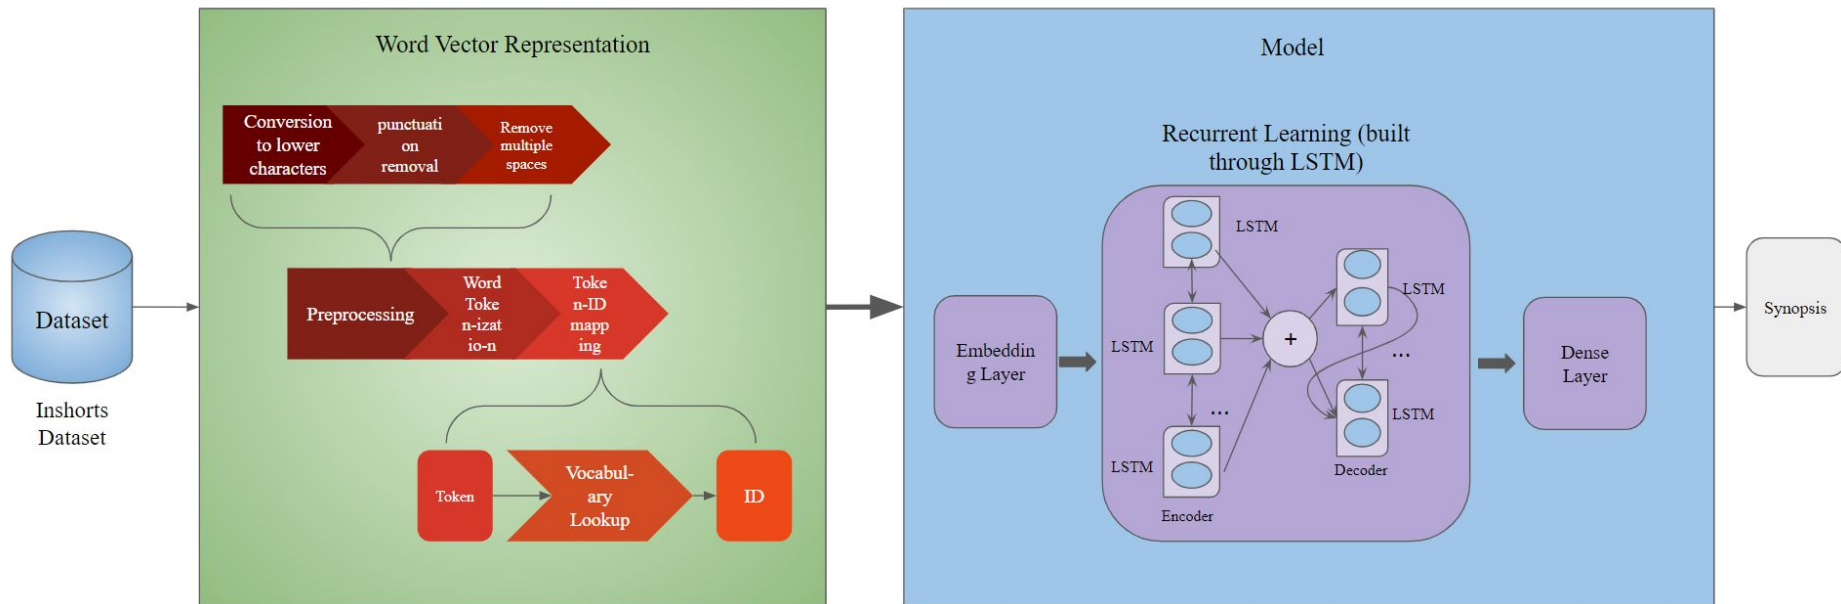 Word Vector Representation
Conversion
to lower
characters
punctuati
on
removal
Remove
multiple
spaces
Preprocessing
Word
Toke
n-izat
io-n
Toke
n-ID
mapp
ing
Token
Vocabul-
ary
Lookup
ID
Dataset
Inshorts
Dataset
Model
Recurrent Learning (built
through LSTM)
Embeddin
g Layer
LSTM
LSTM
...
LSTM
Encoder
+
LSTM
...
LSTM
Decoder
Dense
Layer
Synopsis